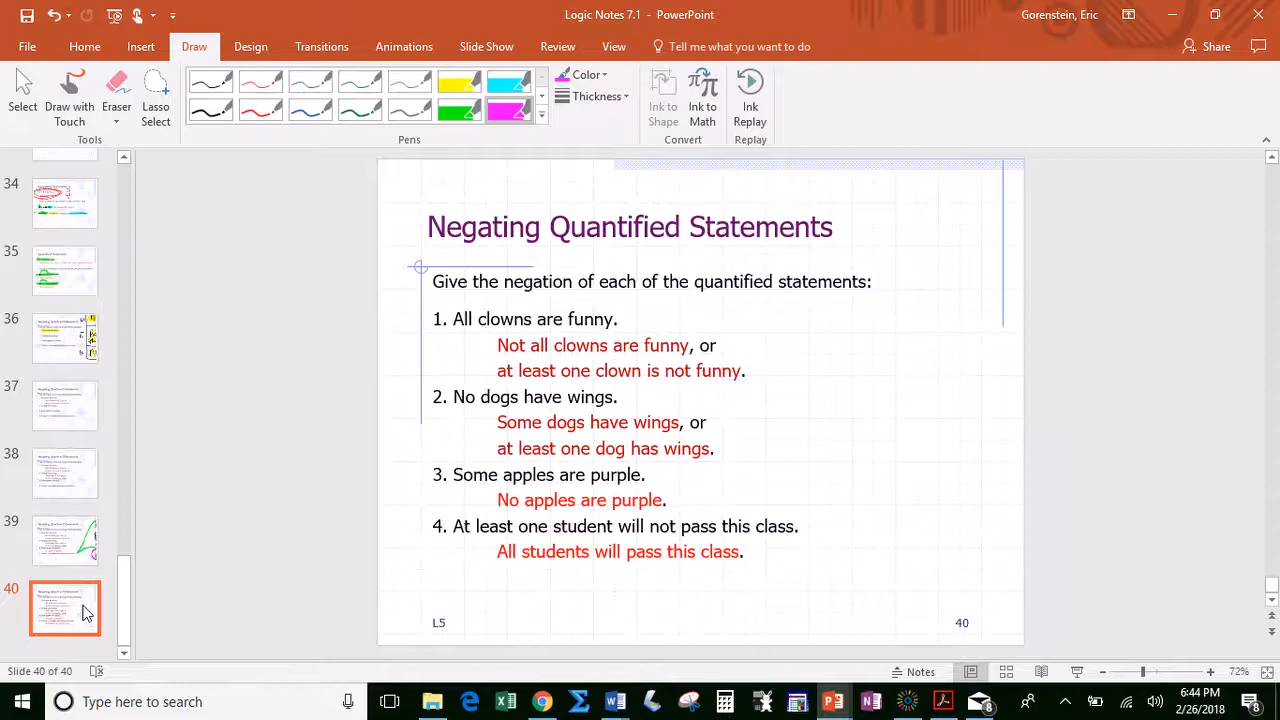 Logic Notes 7.1 — PowerPoint
Gorenstein, Eric
File Home Insert Draw Design Transitions Animations Slide Show Review View Tell me what you want to do Share
Color
Thickness
Select
Draw with
Touch
Eraser
Lasso
Select
Ink to
Shape
Ink to
Math
Ink
Replay
Tools Pens Convert Replay
34
35
36
37
38
39
40
Negating Quantified Statements
Give the negation of each of the quantified statements:
1. All clowns are funny.
Not all clowns are funny, or
at least one clown is not funny.
2. No dogs have wings.
Some dogs have wings, or
at least one dog has wings.
3. Some apples are purple.
No apples are purple.
4. At least one student will not pass this class.
All students will pass this class.
L5 40
Slide 40 of 40 Notes 72%
Type here to search
6:44 PM
2/26/2018